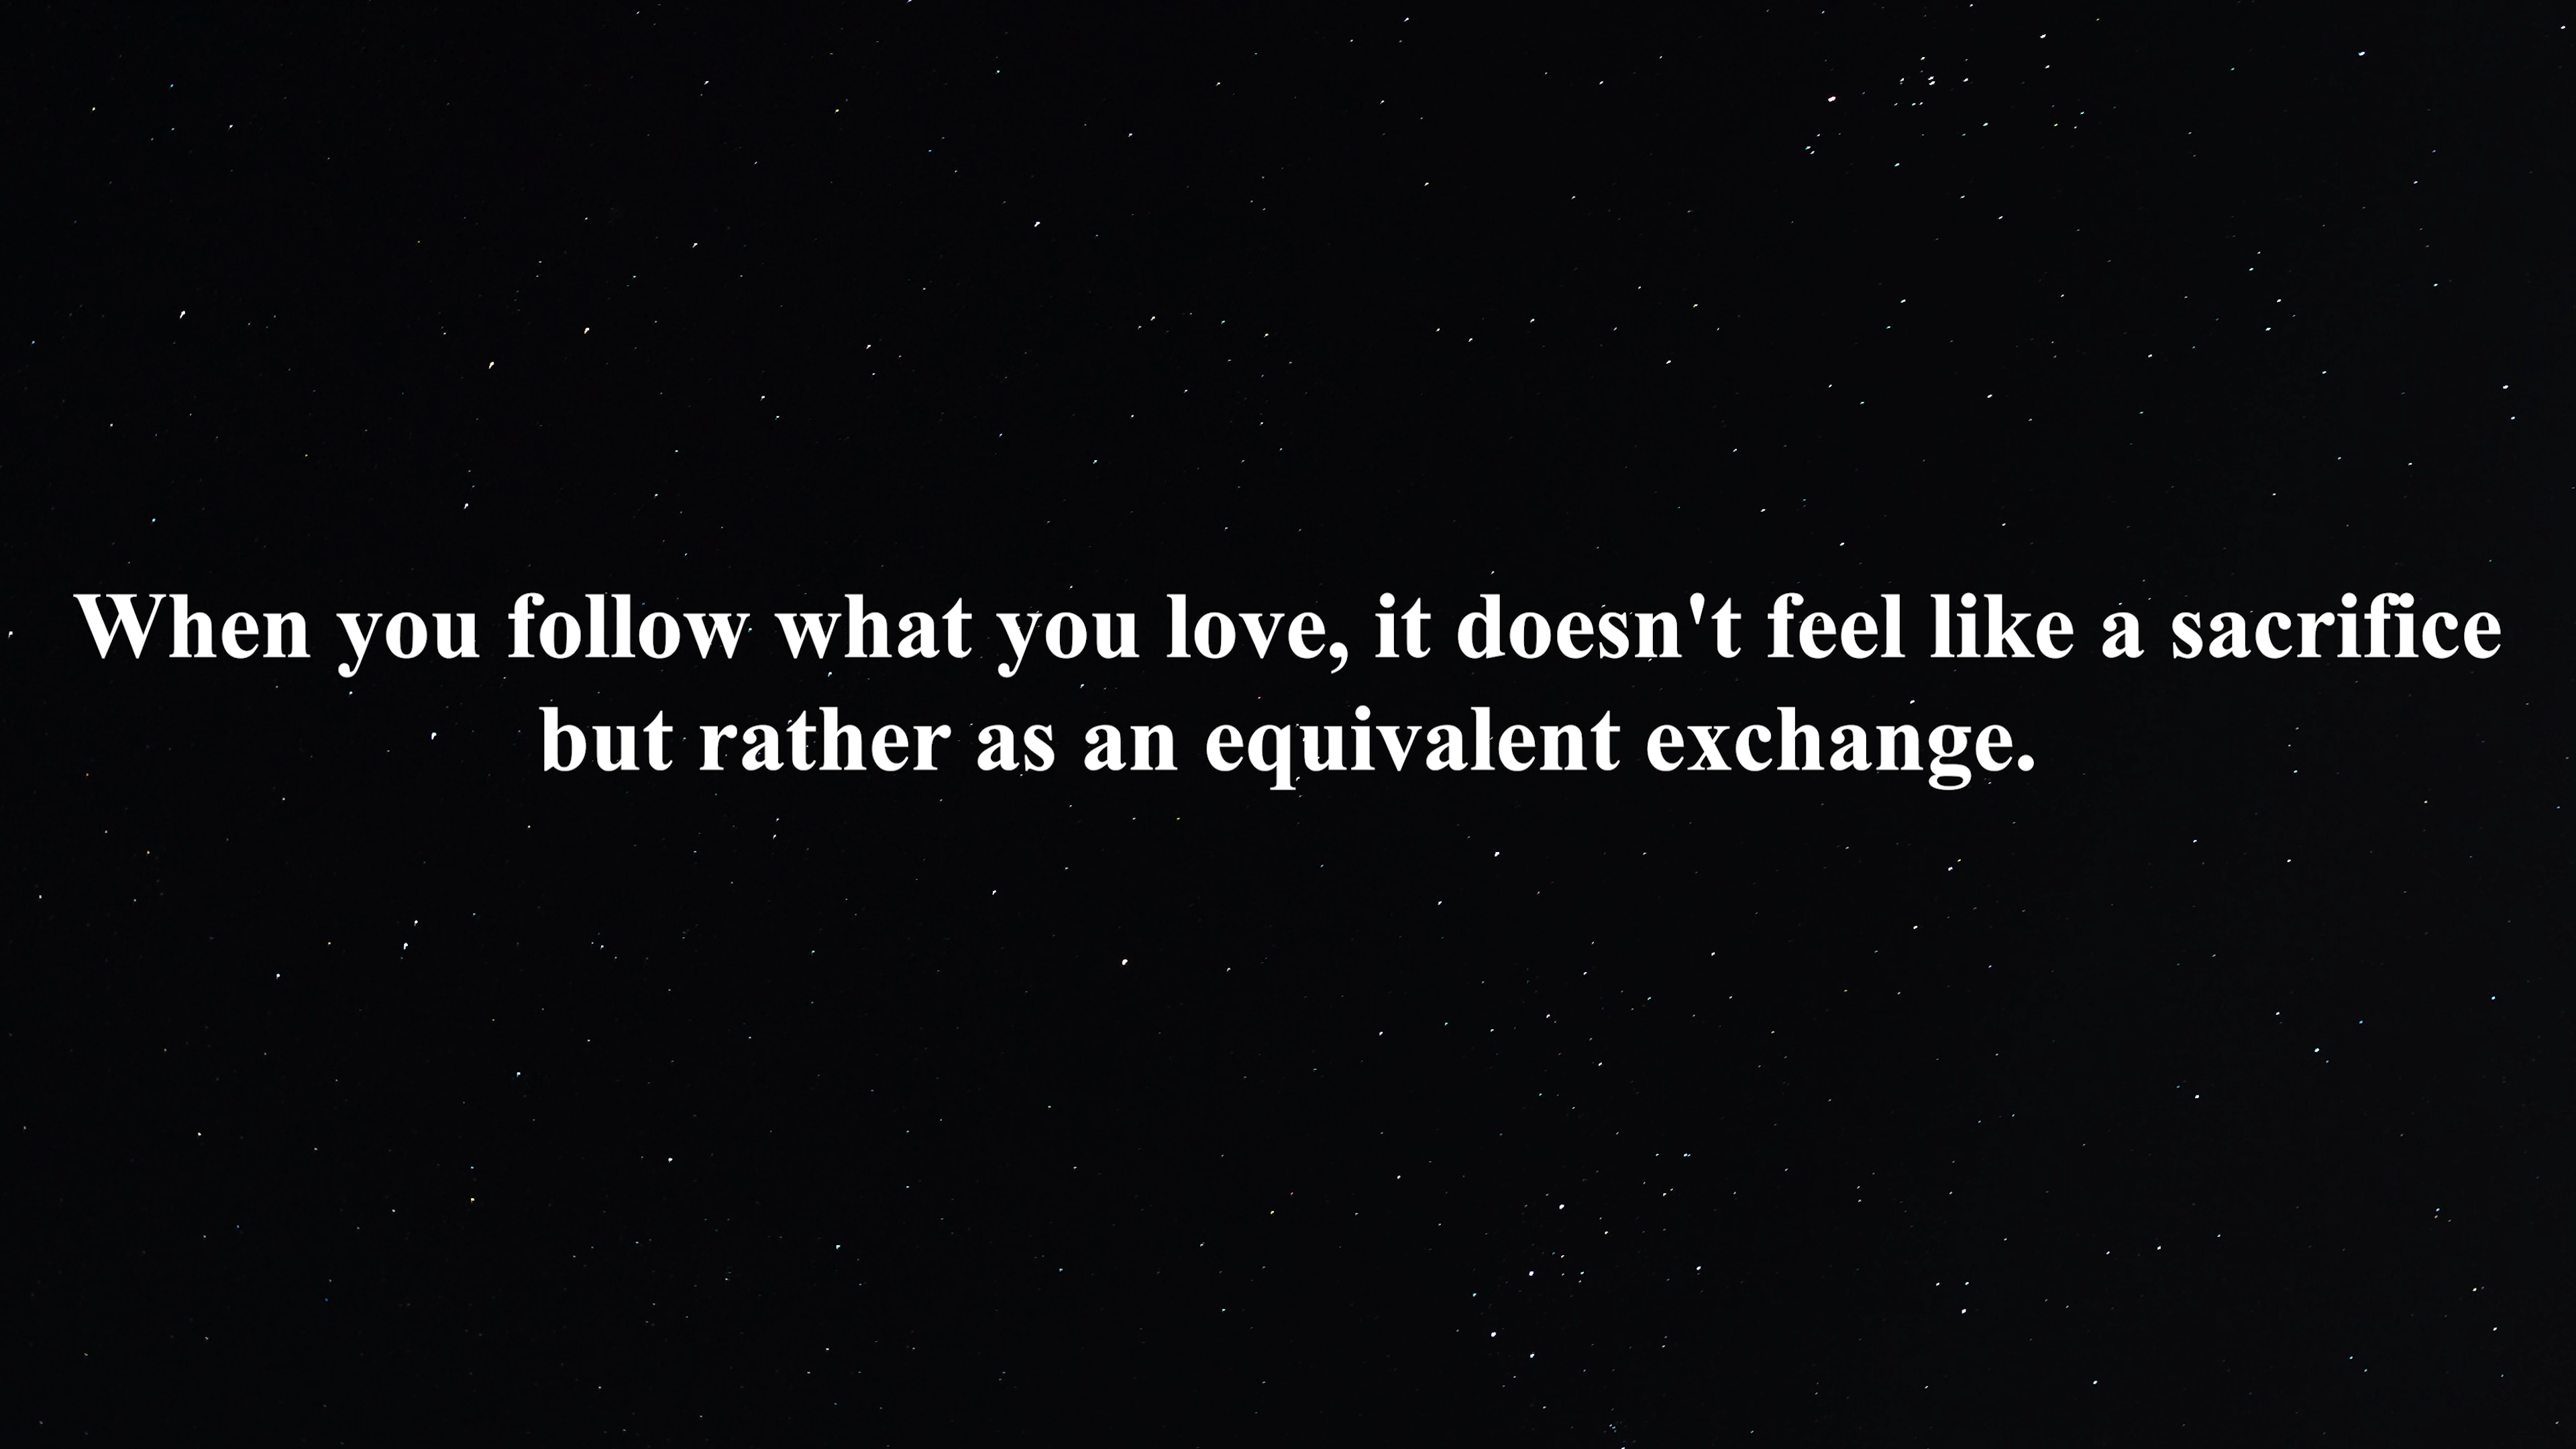 When you follow what you love, it doesn't feel like a sacrifice
but rather as an equivalent exchange.